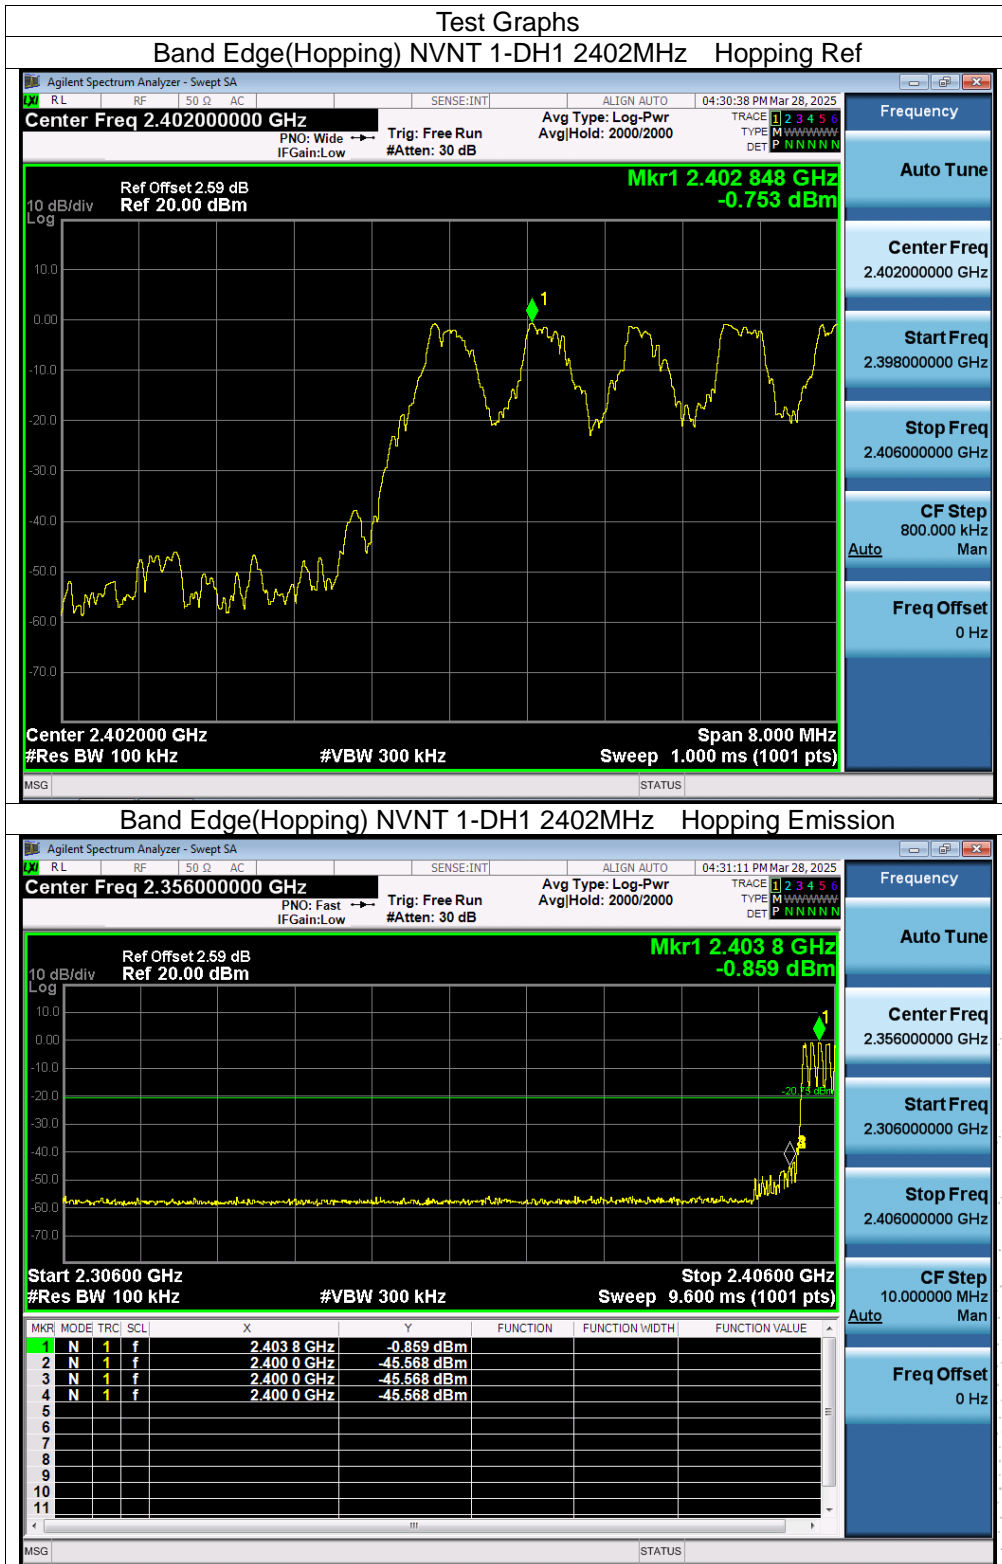 Test Graphs
Band Edge(Hopping) NVNT 1-DH1 2402MHz Hopping Ref
Agilent Spectrum Analyzer - Swept SA
LXI RL RF 50 Ω AC SENSE:INT ALIGN AUTO 04:30:38 PM Mar 28, 2025
Center Freq 2.402000000 GHz
PNO: Wide
IFGain:Low
Trig: Free Run
#Atten: 30 dB
Avg Type: Log-Pwr
Avg|Hold: 2000/2000
TRACE 1 2 3 4 5 6
TYPE M WWWWW
DET P N N N N N
Frequency
Mkr1 2.402 848 GHz
-0.753 dBm
Ref Offset 2.59 dB
10 dB/div Ref 20.00 dBm
Log
10.0
0.00
-10.0
-20.0
-30.0
-40.0
-50.0
-60.0
-70.0
1
Center 2.402000 GHz Span 8.000 MHz
#Res BW 100 kHz #VBW 300 kHz Sweep 1.000 ms (1001 pts)
Auto Tune
Center Freq
2.402000000 GHz
Start Freq
2.398000000 GHz
Stop Freq
2.406000000 GHz
CF Step
800.000 kHz
Auto Man
Freq Offset
0 Hz
MSG STATUS
Band Edge(Hopping) NVNT 1-DH1 2402MHz Hopping Emission
Agilent Spectrum Analyzer - Swept SA
LXI RL RF 50 Ω AC SENSE:INT ALIGN AUTO 04:31:11 PM Mar 28, 2025
Center Freq 2.356000000 GHz
PNO: Fast
IFGain:Low
Trig: Free Run
#Atten: 30 dB
Avg Type: Log-Pwr
Avg|Hold: 2000/2000
TRACE 1 2 3 4 5 6
TYPE M WWWWW
DET P N N N N N
Frequency
Mkr1 2.403 8 GHz
-0.859 dBm
Ref Offset 2.59 dB
10 dB/div Ref 20.00 dBm
Log
10.0
0.00
-10.0
-20.0
-30.0
-40.0
-50.0
-60.0
-70.0
1
-20.75 dBm
Start 2.30600 GHz Stop 2.40600 GHz
#Res BW 100 kHz #VBW 300 kHz Sweep 9.600 ms (1001 pts)
MKR MODE TRC SCL X Y FUNCTION FUNCTION WIDTH FUNCTION VALUE
1 N 1 f 2.403 8 GHz -0.859 dBm
2 N 1 f 2.400 0 GHz -45.568 dBm
3 N 1 f 2.400 0 GHz -45.568 dBm
4 N 1 f 2.400 0 GHz -45.568 dBm
5
6
7
8
9
10
11
Auto Tune
Center Freq
2.356000000 GHz
Start Freq
2.306000000 GHz
Stop Freq
2.406000000 GHz
CF Step
10.000000 MHz
Auto Man
Freq Offset
0 Hz
MSG STATUS